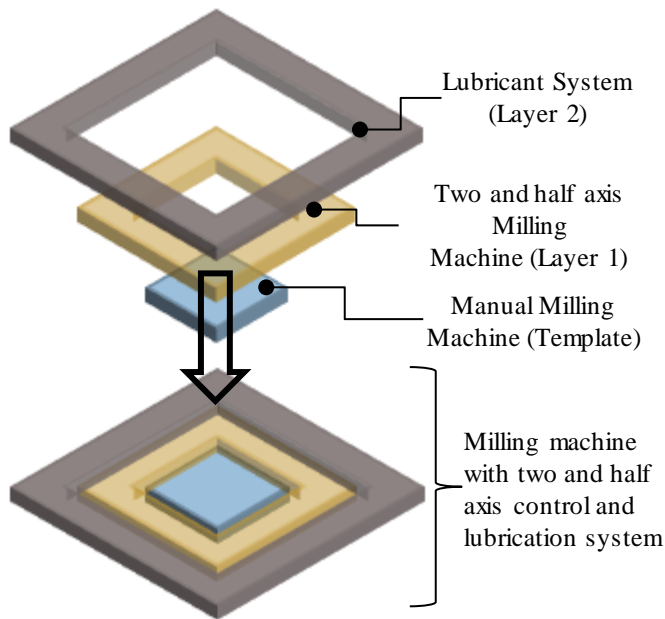 Lubricant System
(Layer 2)
Two and half axis
Milling
Machine (Layer 1)
Manual Milling
Machine (Template)
Milling machine
with two and half
axis control and
lubrication system